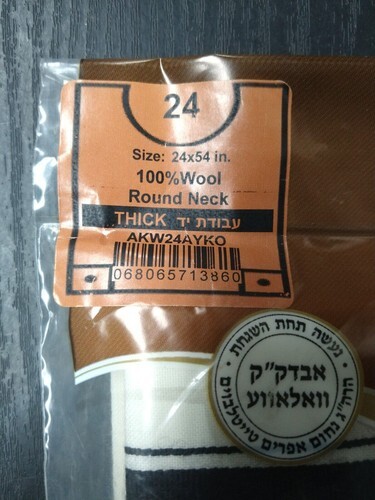 24
Size: 24x54 in.
100%Wool
Round Neck
THICK עבודת יד
AKW24AYKO
068065713860
נעשה תחת השגחת
אבדק״ק
וואלאווע
הרה״ג נחום אפרים טייטלבוים